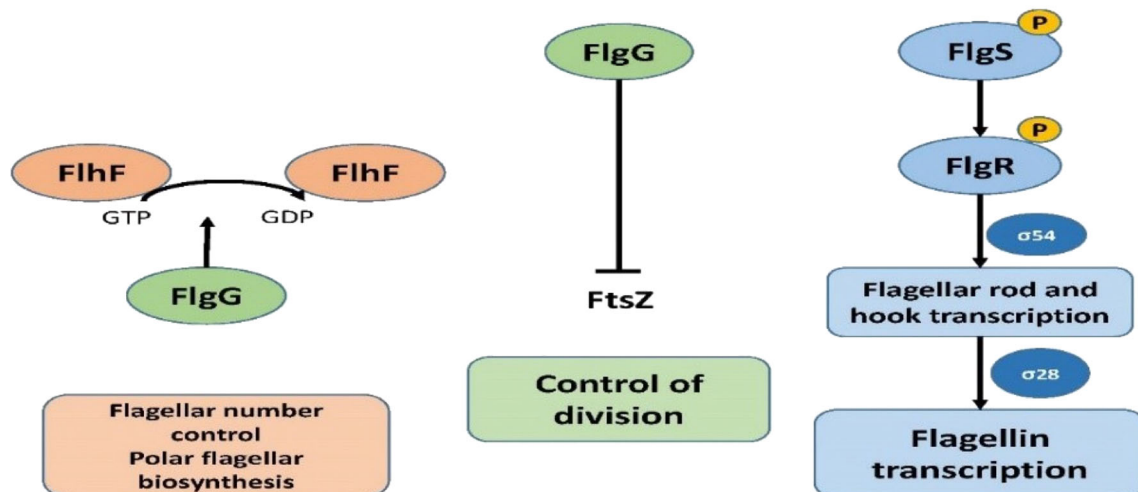 FlhF
FlhF
GTP
GDP
FlgG
Flagellar number
control
Polar flagellar
biosynthesis
FlgG
FtsZ
Control of
division
P
FlgS
P
FlgR
σ54
Flagellar rod and
hook transcription
σ28
Flagellin
transcription